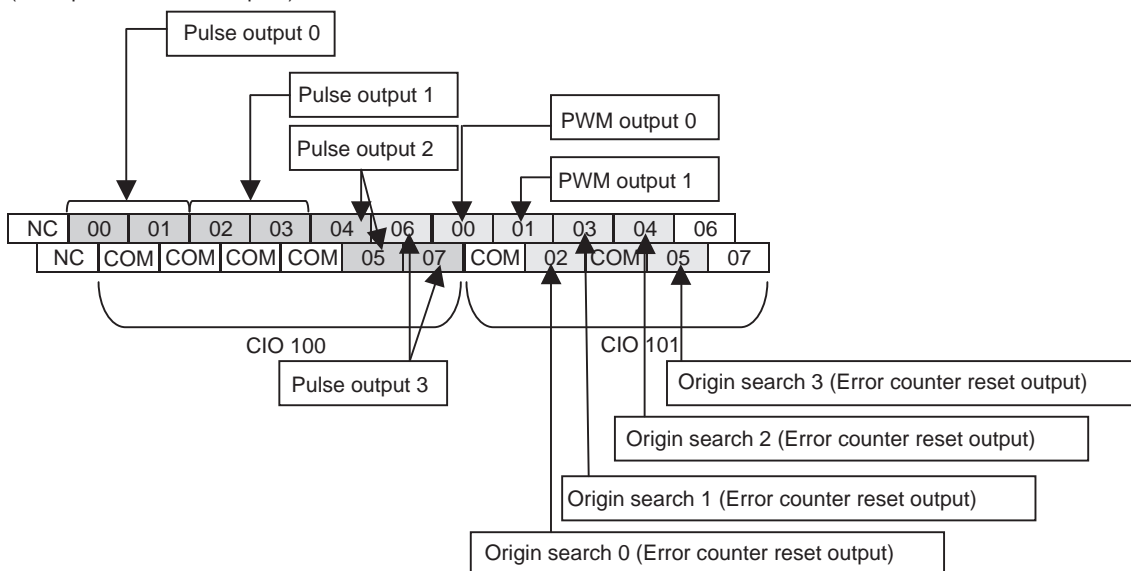 Pulse output 0
Pulse output 1
PWM output 0
Pulse output 2
PWM output 1
NC 00 01 02 03 04 06 00 01 03 04 06
NC COM COM COM COM 05 07 COM 02 COM 05 07
CIO 100
CIO 101
Pulse output 3
Origin search 3 (Error counter reset output)
Origin search 2 (Error counter reset output)
Origin search 1 (Error counter reset output)
Origin search 0 (Error counter reset output)